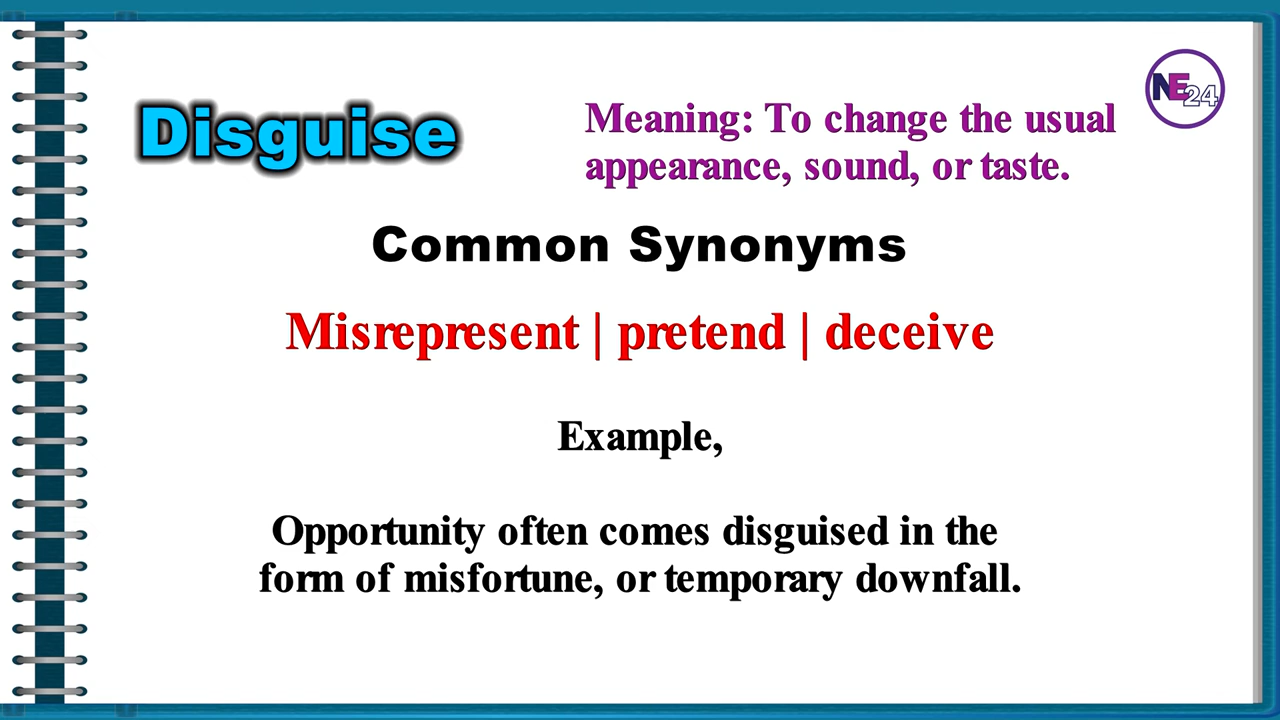 Disguise
Meaning: To change the usual
appearance, sound, or taste.
NE24
Common Synonyms
Misrepresent | pretend | deceive
Example,
Opportunity often comes disguised in the
form of misfortune, or temporary downfall.